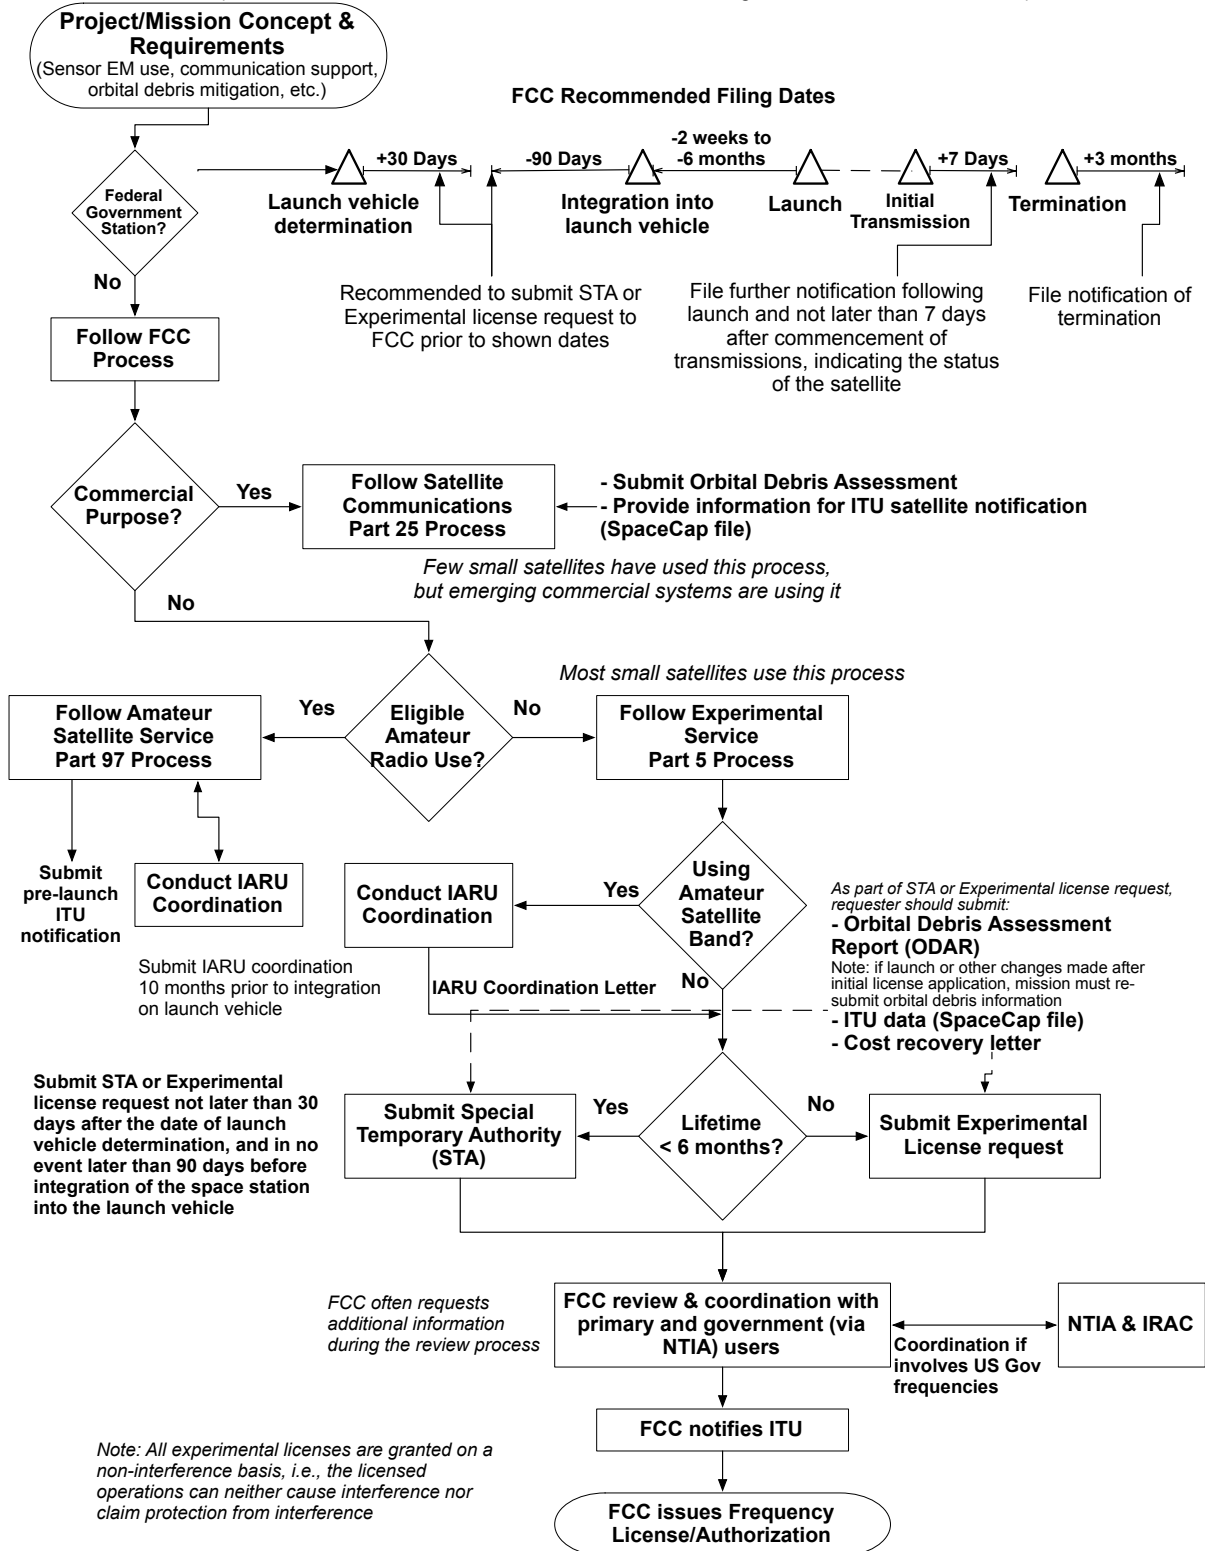 Project/Mission Concept &
Requirements
(Sensor EM use, communication support,
orbital debris mitigation, etc.)
FCC Recommended Filing Dates
-2 weeks to
-6 months
+30 Days
-90 Days
+7 Days
+3 months
Launch vehicle
determination
Integration into
launch vehicle
Launch
Initial
Transmission
Termination
Federal
Government
Station?
No
Recommended to submit STA or
Experimental license request to
FCC prior to shown dates
File further notification following
launch and not later than 7 days
after commencement of
transmissions, indicating the status
of the satellite
File notification of
termination
Follow FCC
Process
Commercial
Purpose?
Yes
Follow Satellite
Communications
Part 25 Process
- Submit Orbital Debris Assessment
- Provide information for ITU satellite notification
(SpaceCap file)
Few small satellites have used this process,
but emerging commercial systems are using it
No
Most small satellites use this process
Follow Amateur
Satellite Service
Part 97 Process
Yes
Eligible
Amateur
Radio Use?
No
Follow Experimental
Service
Part 5 Process
Submit
pre-launch
ITU
notification
Conduct IARU
Coordination
Submit IARU coordination
10 months prior to integration
on launch vehicle
Conduct IARU
Coordination
Yes
Using
Amateur
Satellite
Band?
No
IARU Coordination Letter
As part of STA or Experimental license request,
requester should submit:
- Orbital Debris Assessment
Report (ODAR)
Note: if launch or other changes made after
initial license application, mission must re-
submit orbital debris information
- ITU data (SpaceCap file)
- Cost recovery letter
Submit STA or Experimental
license request not later than 30
days after the date of launch
vehicle determination, and in no
event later than 90 days before
integration of the space station
into the launch vehicle
Submit Special
Temporary Authority
(STA)
Yes
Lifetime
< 6 months?
No
Submit Experimental
License request
FCC often requests
additional information
during the review process
FCC review & coordination with
primary and government (via
NTIA) users
Coordination if
involves US Gov
frequencies
NTIA & IRAC
FCC notifies ITU
Note: All experimental licenses are granted on a
non-interference basis, i.e., the licensed
operations can neither cause interference nor
claim protection from interference
FCC issues Frequency
License/Authorization